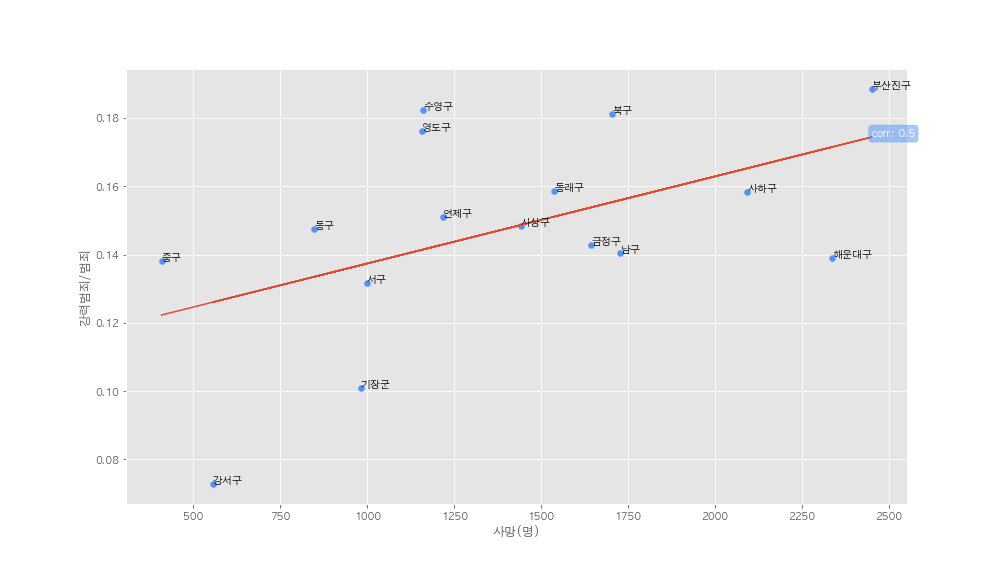 부산진구
수영구
북구
0.18
영도구
corr: 0.5
0.16
동래구
사하구
연제구
사상구
동구
금정구
남구
0.14
중구
해운대구
서구
강력범죄/범죄
0.12
기장군
0.10
강서구
0.08
500
750
1000
1250
1500
1750
2000
2250
2500
사망(명)